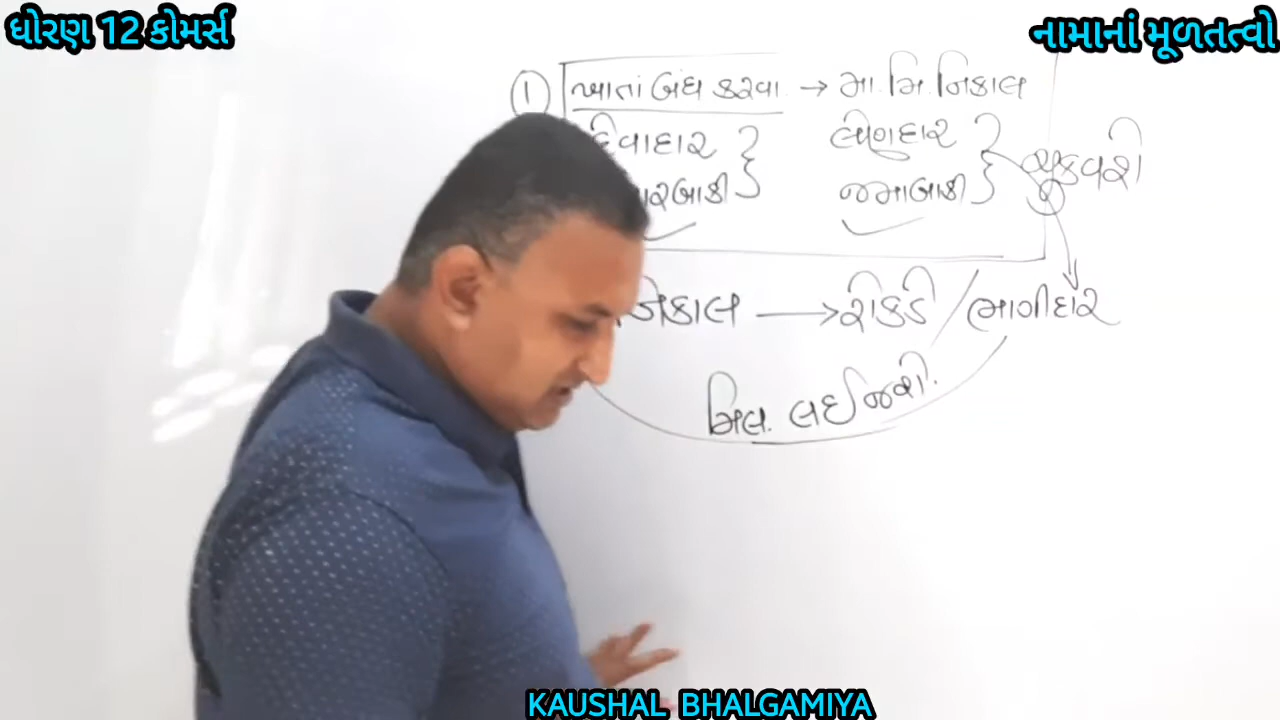 ધોરણ 12 કોમર્સ
નામાનાં મૂળતત્વો
1 ખાતાં બંધ કરવા → મા. મિ. નિકાલ
દેવાદાર } લેણદાર }
જમાબાકી } ચૂકવશે
નિકાલ → રોકડ / ભાગીદાર
મિલ. લઈ જશે.
KAUSHAL BHALGAMIYA